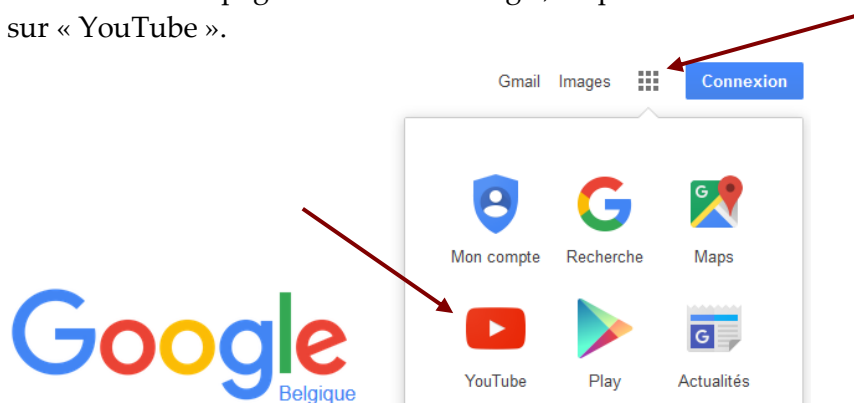 sur « YouTube ».
Gmail Images Connexion
Mon compte Recherche Maps
G
YouTube Play Actualités
Google
Belgique